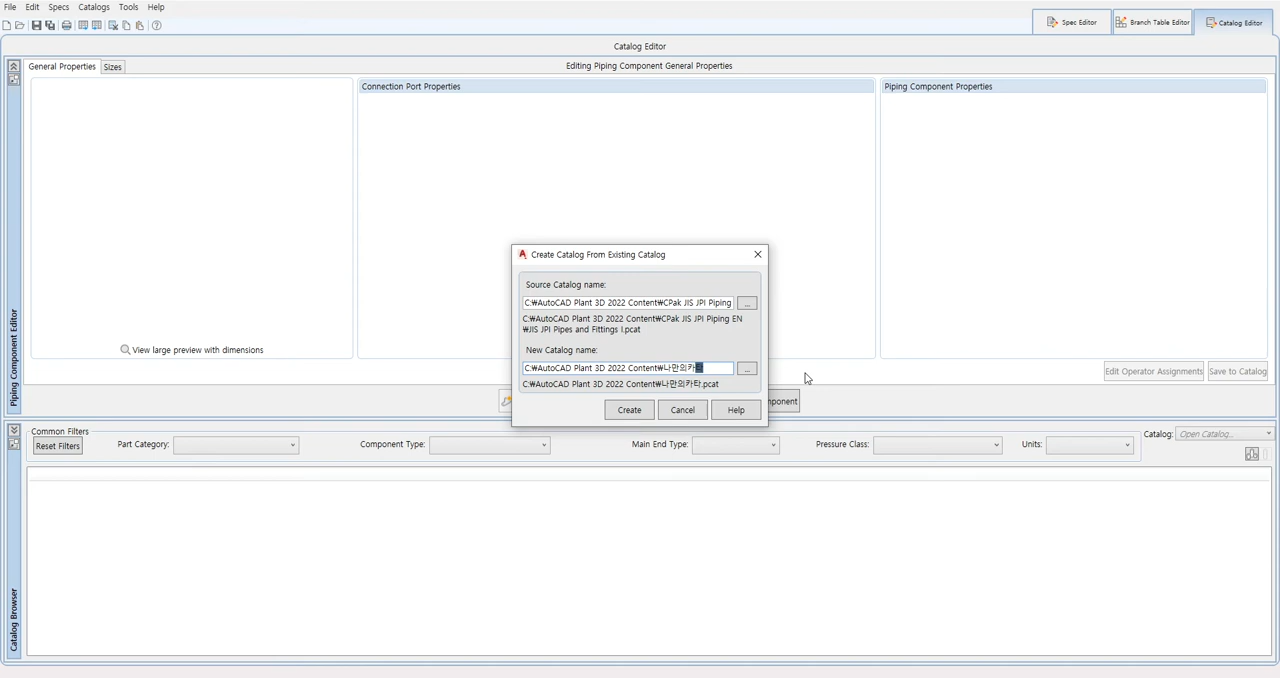 File Edit Specs Catalogs Tools Help
Spec Editor Branch Table Editor Catalog Editor
Catalog Editor
General Properties Sizes Editing Piping Component General Properties
Connection Port Properties Piping Component Properties
Create Catalog From Existing Catalog
Source Catalog name:
C:₩AutoCAD Plant 3D 2022 Content₩CPak JIS JPI Piping ...
C:₩AutoCAD Plant 3D 2022 Content₩CPak JIS JPI Piping EN
₩JIS JPI Pipes and Fittings I.pcat
New Catalog name:
C:₩AutoCAD Plant 3D 2022 Content₩나만의카타 ...
C:₩AutoCAD Plant 3D 2022 Content₩나만의카타.pcat
Create Cancel Help
View large preview with dimensions
Piping Component Editor
Edit Operator Assignments Save to Catalog
Common Filters
Reset Filters Part Category: Component Type: Main End Type: Pressure Class: Units: Catalog: Open Catalog...
Catalog Browser